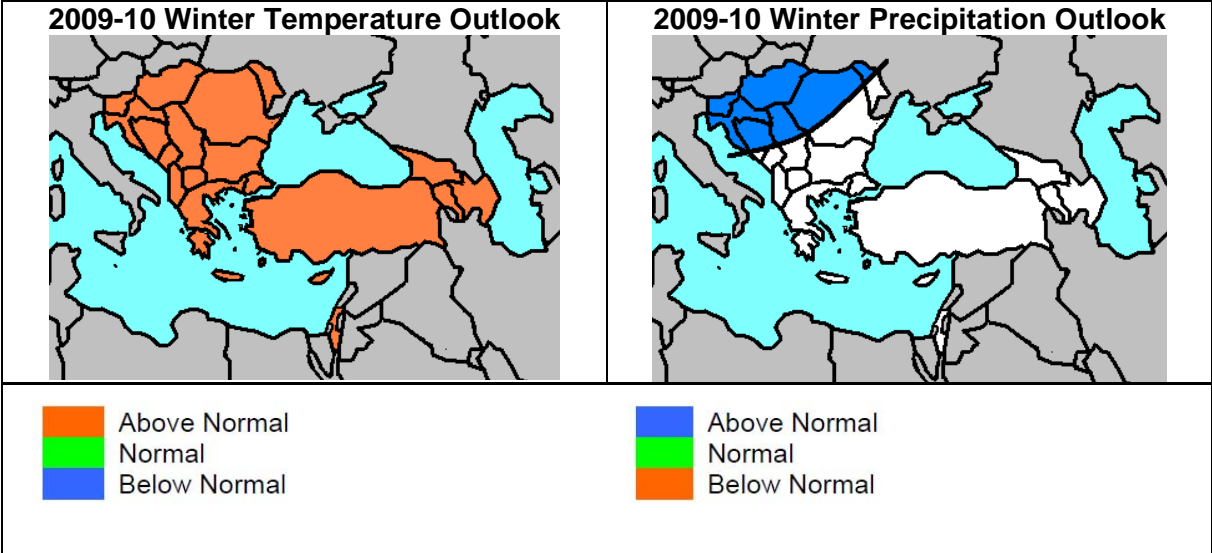 2009-10 Winter Temperature Outlook
2009-10 Winter Precipitation Outlook
Above Normal
Normal
Below Normal
Above Normal
Normal
Below Normal